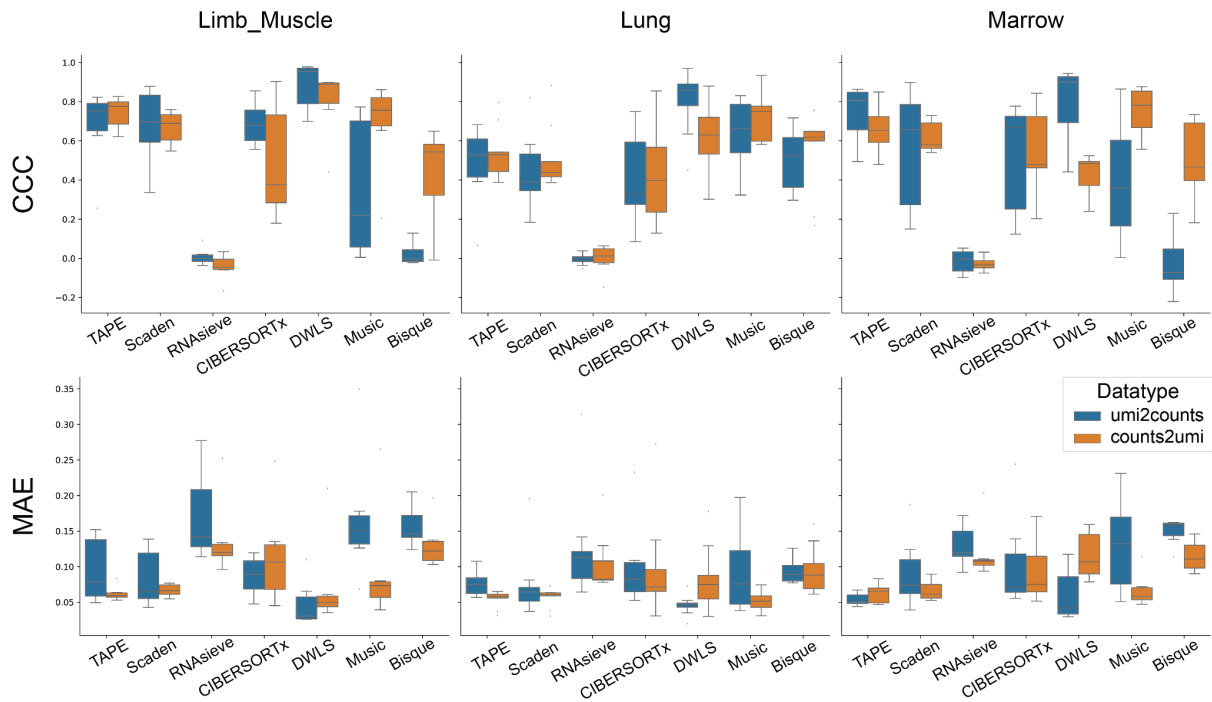 Limb_Muscle Lung Marrow
CCC
1.0
0.8
0.6
0.4
0.2
0.0
−0.2
TAPE Scaden RNAsieve CIBERSORTx DWLS Music Bisque
TAPE Scaden RNAsieve CIBERSORTx DWLS Music Bisque
TAPE Scaden RNAsieve CIBERSORTx DWLS Music Bisque
MAE
0.35
0.30
0.25
0.20
0.15
0.10
0.05
Datatype
umi2counts
counts2umi
TAPE Scaden RNAsieve CIBERSORTx DWLS Music Bisque
TAPE Scaden RNAsieve CIBERSORTx DWLS Music Bisque
TAPE Scaden RNAsieve CIBERSORTx DWLS Music Bisque